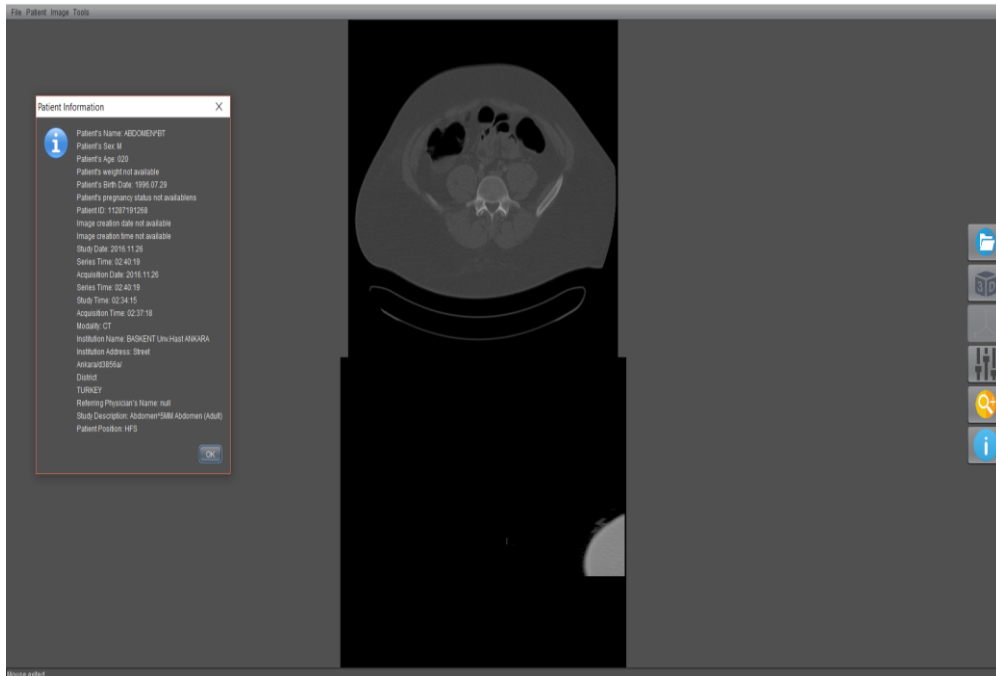 File Patient Image Tools
Patient Information
Patient's Name: ABDOMEN^BT
Patient's Sex: M
Patient's Age: 020
Patient's weight not available
Patient's Birth Date: 1996.07.29
Patient's pregnancy status not availablens
Patient ID: 11287191268
Image creation date not available
Image creation time not available
Study Date: 2016.11.26
Series Time: 02:40:19
Acquisition Date: 2016.11.26
Series Time: 02:40:19
Study Time: 02:34:15
Acquisition Time: 02:37:18
Modality: CT
Institution Name: BASKENT Unv.Hast ANKARA
Institution Address: Street
Ankara/d3856a/
District
TURKEY
Referring Physician's Name: null
Study Description: Abdomen^5MM Abdomen (Adult)
Patient Position: HFS
OK
3D
i
Mouse exited